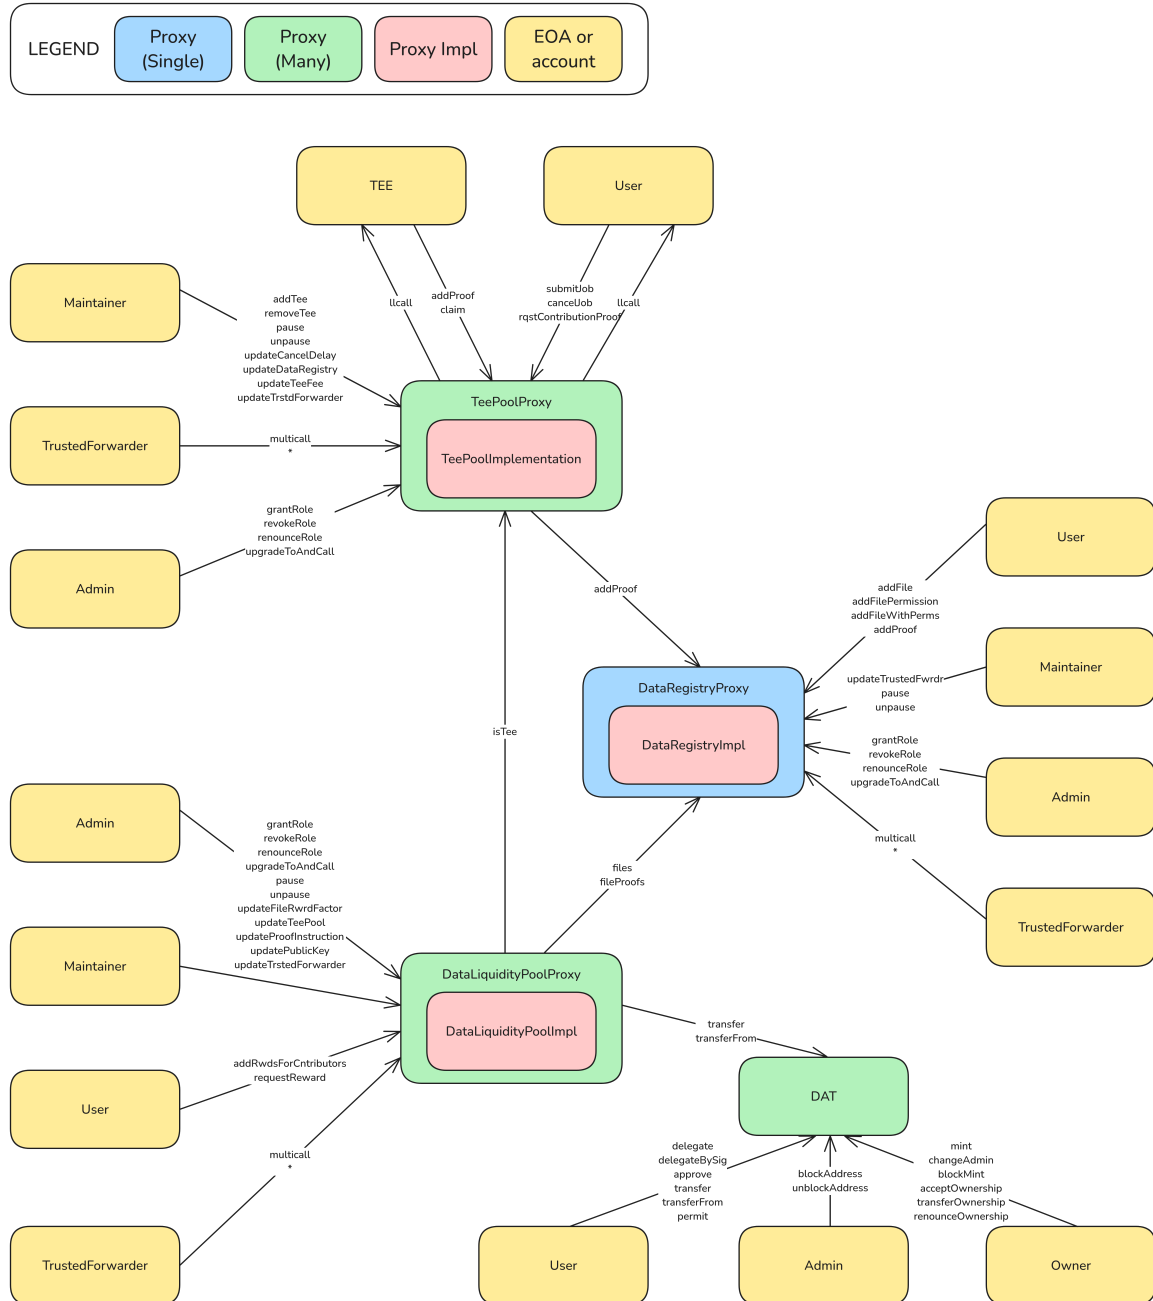 LEGEND
Proxy
(Single)
Proxy
(Many)
Proxy Impl
EOA or
account
TEE
User
Maintainer
addTee
removeTee
pause
unpause
updateCancelDelay
updateDataRegistry
updateTeeFee
updateTrstdForwarder
llcall
addProof
claim
submitJob
cancelJob
rqstContributionProof
llcall
TeePoolProxy
TeePoolImplementation
TrustedForwarder
multicall
*
grantRole
revokeRole
renounceRole
upgradeToAndCall
Admin
addProof
User
addFile
addFilePermission
addFileWithPerms
addProof
Maintainer
updateTrustedFwrdr
pause
unpause
DataRegistryProxy
DataRegistryImpl
grantRole
revokeRole
renounceRole
upgradeToAndCall
Admin
multicall
*
TrustedForwarder
isTee
files
fileProofs
Admin
grantRole
revokeRole
renounceRole
upgradeToAndCall
pause
unpause
updateFileRwrdFactor
updateTeePool
updateProofInstruction
updatePublicKey
updateTrstedForwarder
Maintainer
DataLiquidityPoolProxy
DataLiquidityPoolImpl
addRwdsForCntributors
requestReward
User
multicall
*
TrustedForwarder
transfer
transferFrom
DAT
delegate
delegateBySig
approve
transfer
transferFrom
permit
blockAddress
unblockAddress
mint
changeAdmin
blockMint
acceptOwnership
transferOwnership
renounceOwnership
User
Admin
Owner